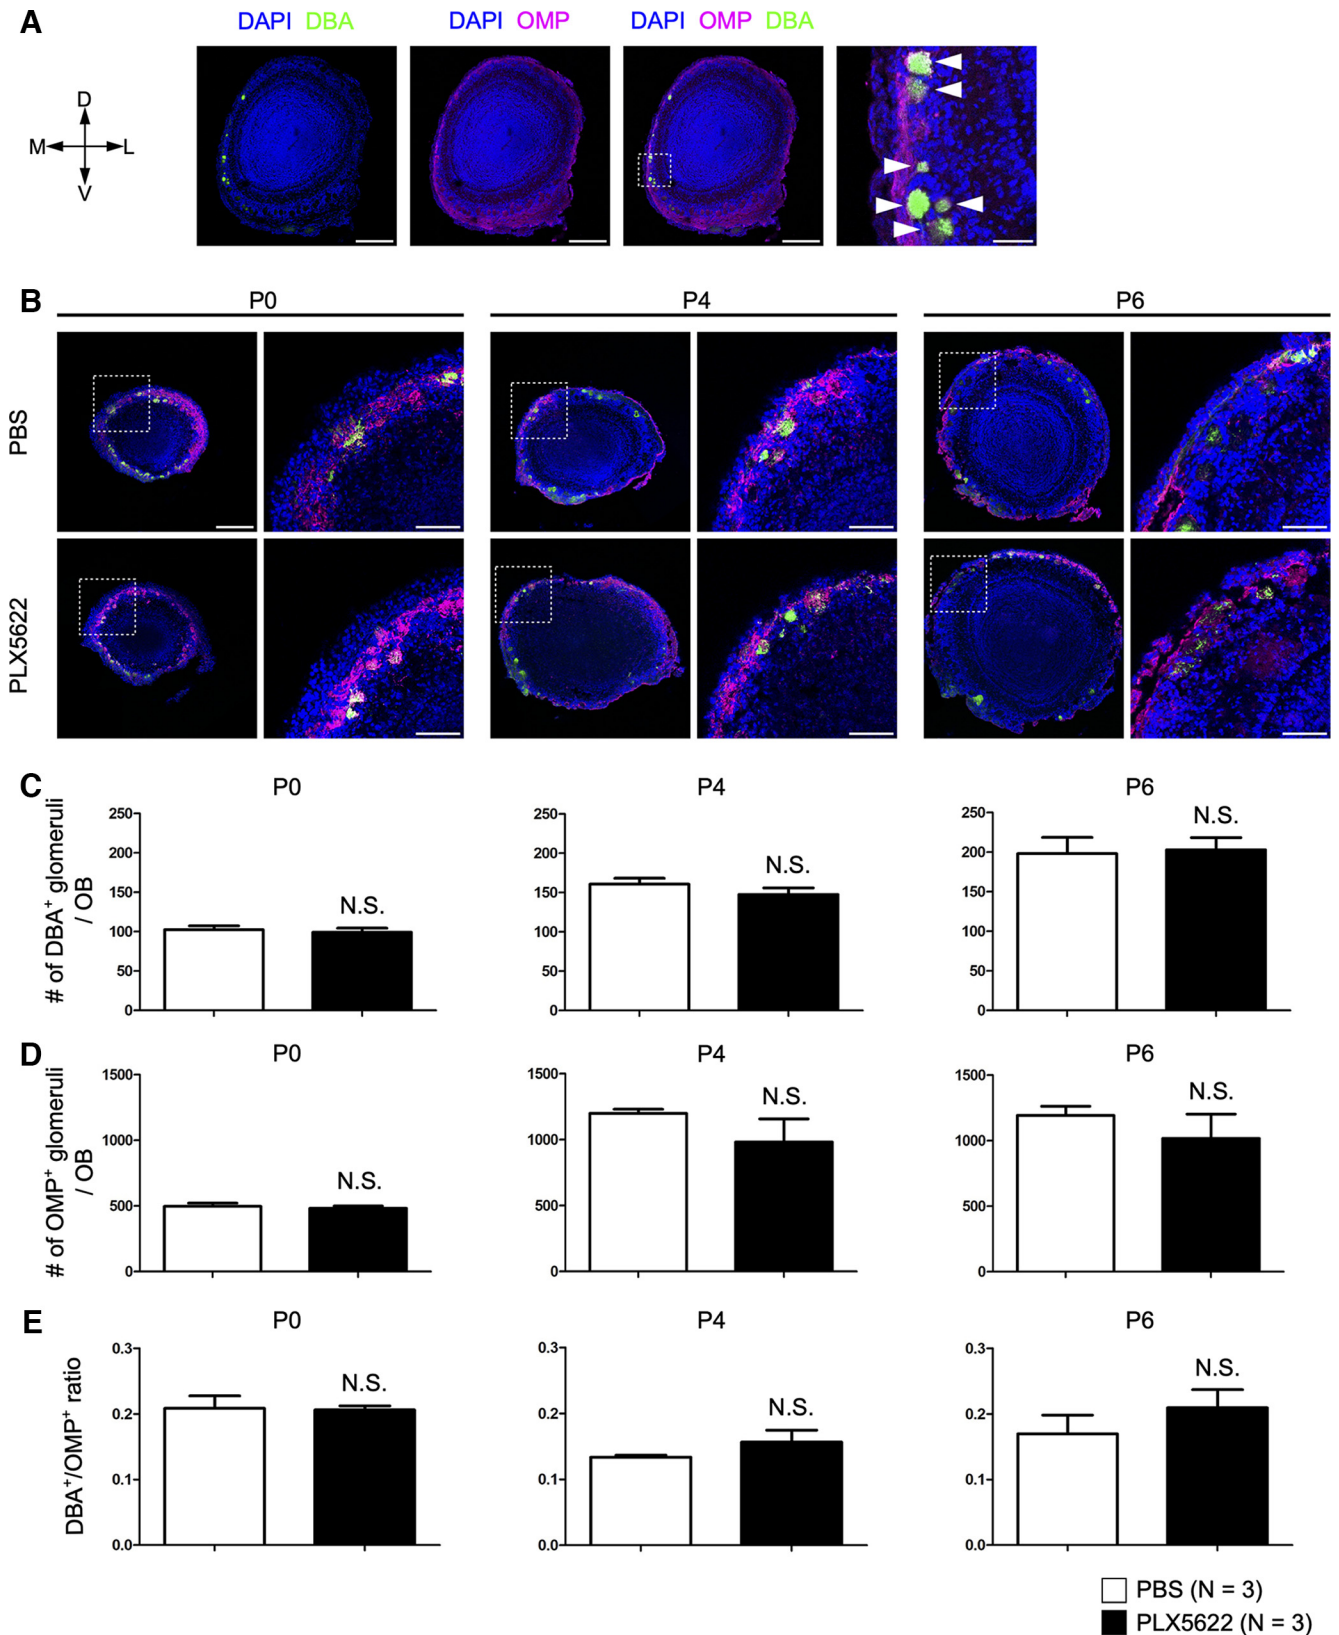 A
DAPI DBA
DAPI OMP
DAPI OMP DBA
D
M L
V
B
P0
P4
P6
PBS
PLX5622
C
P0
P4
P6
# of DBA+ glomeruli
/ OB
250
200
150
100
50
0
N.S.
250
200
150
100
50
0
N.S.
250
200
150
100
50
0
N.S.
D
P0
P4
P6
# of OMP+ glomeruli
/ OB
1500
1000
500
0
N.S.
1500
1000
500
0
N.S.
1500
1000
500
0
N.S.
E
P0
P4
P6
DBA+/OMP+ ratio
0.3
0.2
0.1
0.0
N.S.
0.3
0.2
0.1
0.0
N.S.
0.3
0.2
0.1
0.0
N.S.
PBS (N = 3)
PLX5622 (N = 3)